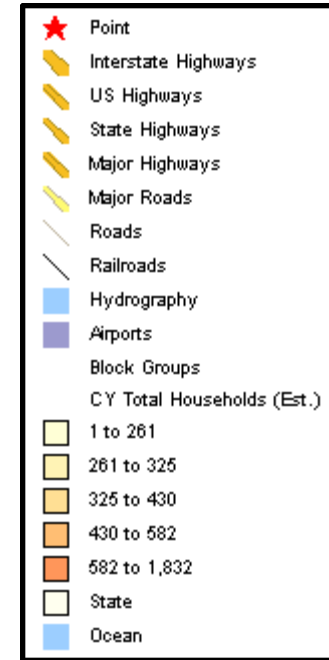 Point
Interstate Highways
US Highways
State Highways
Major Highways
Major Roads
Roads
Railroads
Hydrography
Airports
Block Groups
CY Total Households (Est.)
1 to 261
261 to 325
325 to 430
430 to 582
582 to 1,832
State
Ocean